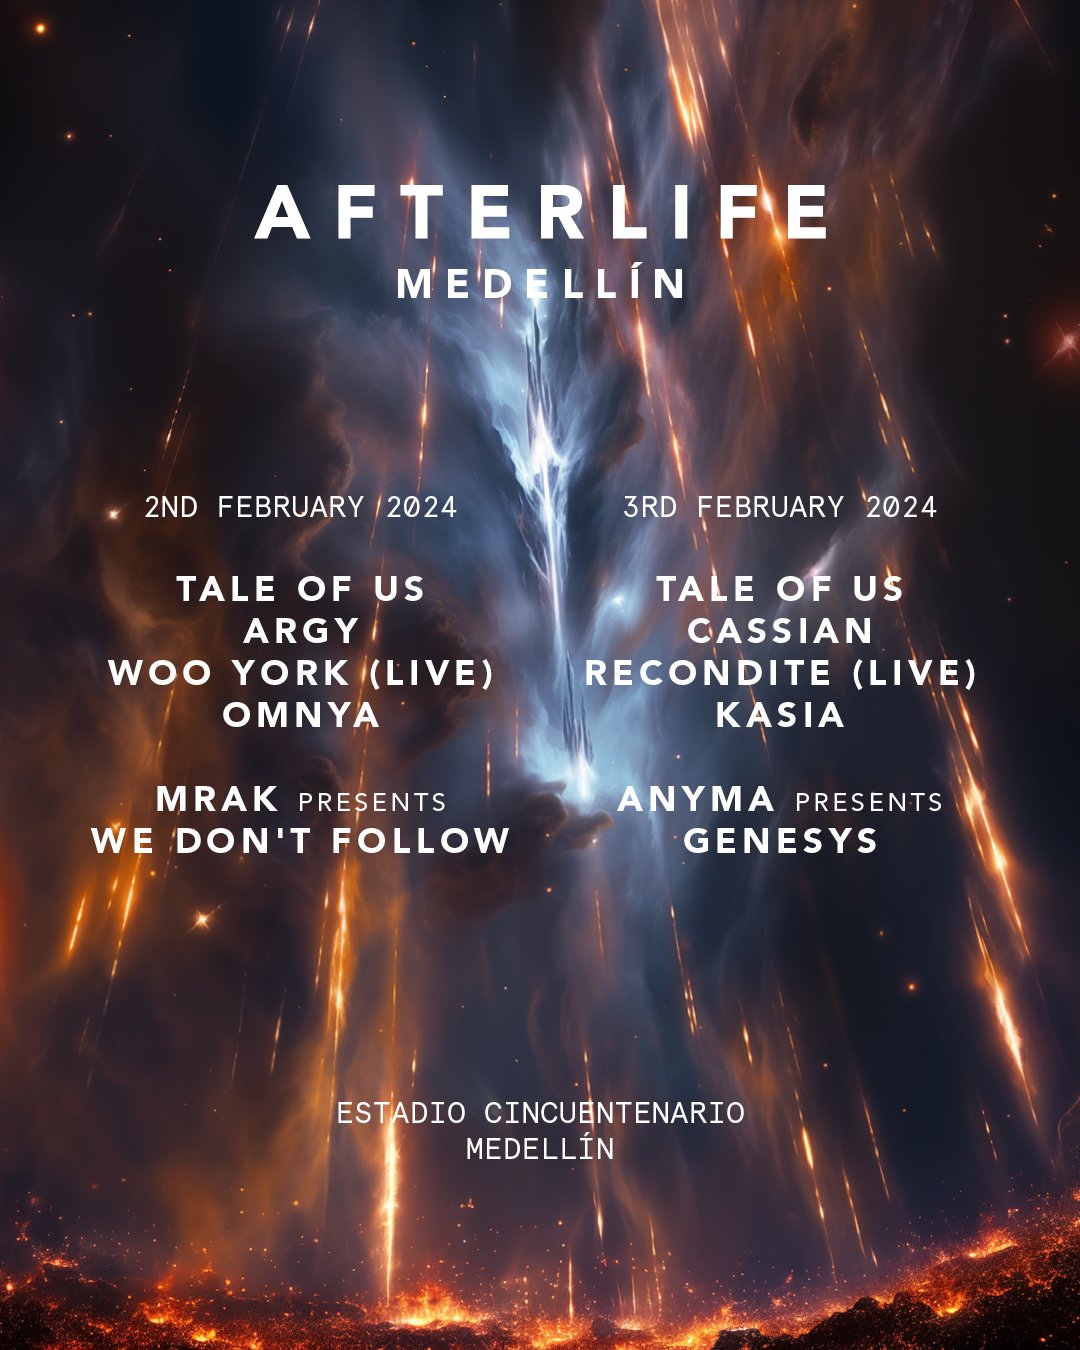 AFTERLIFE
MEDELLÍN
2ND FEBRUARY 2024
TALE OF US
ARGY
WOO YORK (LIVE)
OMNYA
MRAK PRESENTS
WE DON'T FOLLOW
3RD FEBRUARY 2024
TALE OF US
CASSIAN
RECONDITE (LIVE)
KASIA
ANYMA PRESENTS
GENESYS
ESTADIO CINCUENTENARIO
MEDELLÍN